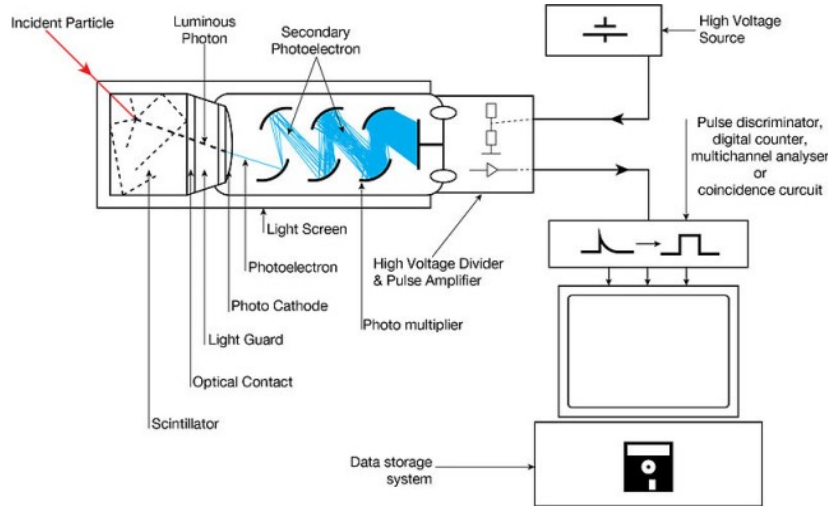 Incident Particle
Luminous
Photon
Secondary
Photoelectron
High Voltage
Source
Pulse discriminator,
digital counter,
multichannel analyser
or
coincidence curcuit
Light Screen
Photoelectron
High Voltage Divider
& Pulse Amplifier
Photo Cathode
Photo multiplier
Light Guard
Optical Contact
Scintillator
Data storage
system